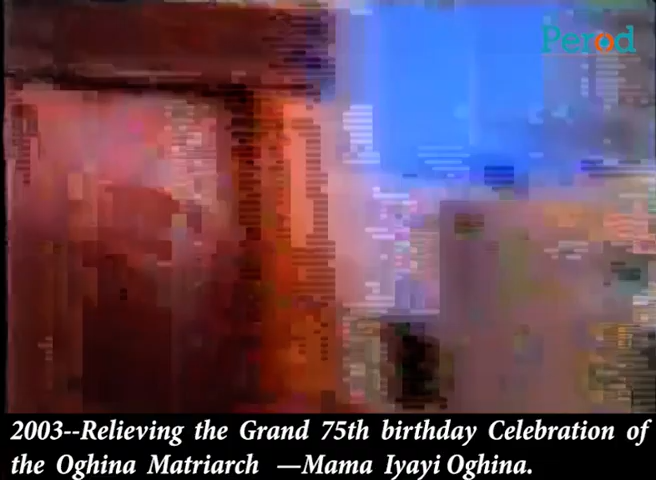 Perod
2003--Relieving the Grand 75th birthday Celebration of
the Oghina Matriarch —Mama Iyayi Oghina.